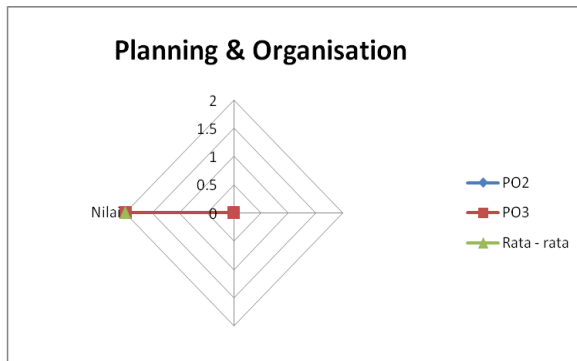 Planning & Organisation
2
1.5
1
0.5
0
Nilai
PO2
PO3
Rata - rata